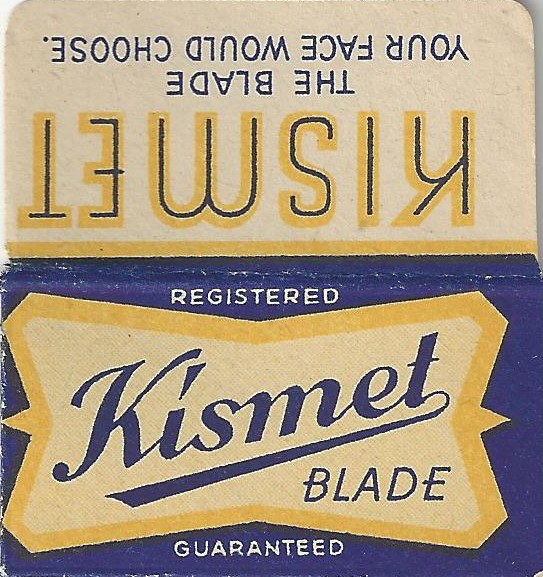 KISMET
THE BLADE
YOUR FACE WOULD CHOOSE.
REGISTERED
Kismet
BLADE
GUARANTEED